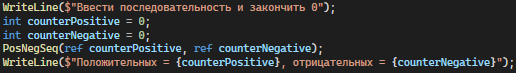 WriteLine($"Ввести последовательность и закончить 0");
int counterPositive = 0;
int counterNegative = 0;
PosNegSeq(ref counterPositive, ref counterNegative);
WriteLine($"Положительных = {counterPositive}, отрицательных = {counterNegative}");